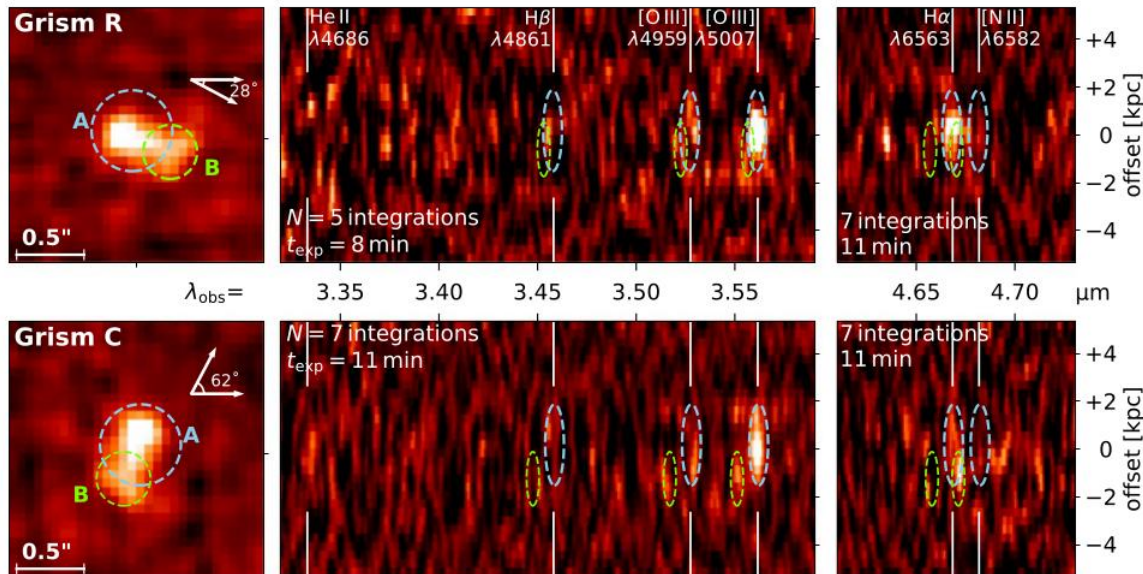 Grism R
A
B
28°
0.5"
He II
λ4686
Hβ
λ4861
[O III]
λ4959
[O III]
λ5007
N = 5 integrations
t_exp = 8 min
Hα
λ6563
[N II]
λ6582
7 integrations
11 min
+4
+2
0
−2
−4
offset [kpc]
λ_obs=
3.35
3.40
3.45
3.50
3.55
4.65
4.70
μm
Grism C
A
B
62°
0.5"
N = 7 integrations
t_exp = 11 min
7 integrations
11 min
+4
+2
0
−2
−4
offset [kpc]